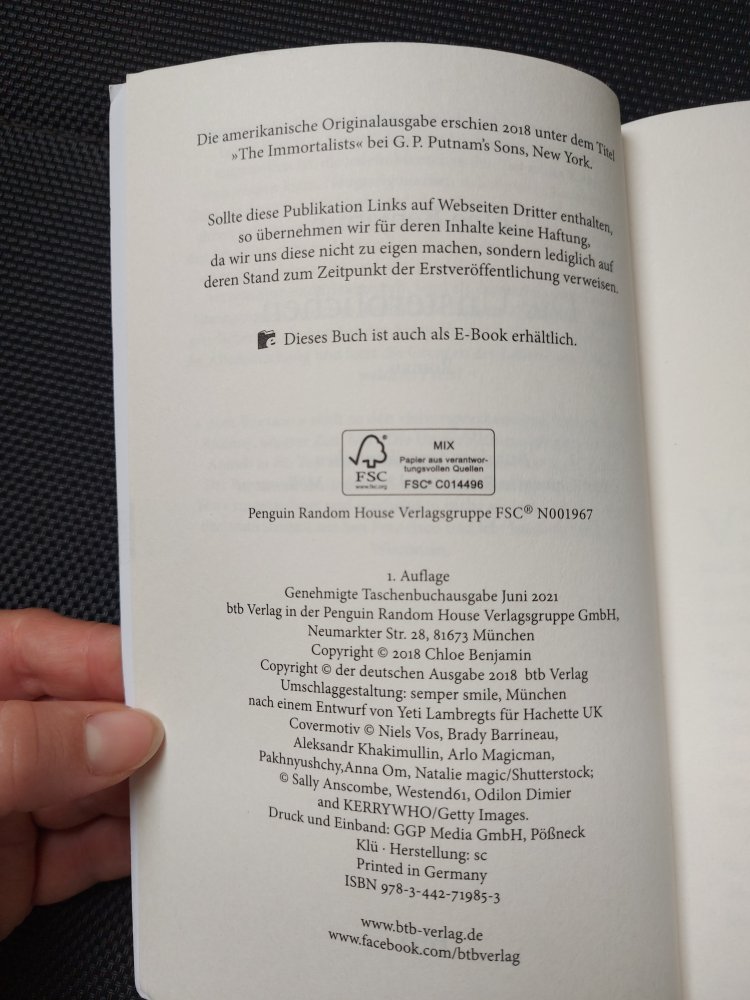 Die amerikanische Originalausgabe erschien 2018 unter dem Titel
»The Immortalists« bei G. P. Putnam's Sons, New York.
Sollte diese Publikation Links auf Webseiten Dritter enthalten,
so übernehmen wir für deren Inhalte keine Haftung,
da wir uns diese nicht zu eigen machen, sondern lediglich auf
deren Stand zum Zeitpunkt der Erstveröffentlichung verweisen.
Dieses Buch ist auch als E-Book erhältlich.
FSC
www.fsc.org
MIX
Papier aus verantwor-
tungsvollen Quellen
FSC® C014496
Penguin Random House Verlagsgruppe FSC® N001967
1. Auflage
Genehmigte Taschenbuchausgabe Juni 2021
btb Verlag in der Penguin Random House Verlagsgruppe GmbH,
Neumarkter Str. 28, 81673 München
Copyright © 2018 Chloe Benjamin
Copyright © der deutschen Ausgabe 2018 btb Verlag
Umschlaggestaltung: semper smile, München
nach einem Entwurf von Yeti Lambregts für Hachette UK
Covermotiv © Niels Vos, Brady Barrineau,
Aleksandr Khakimullin, Arlo Magicman,
Pakhnyushchy,Anna Om, Natalie magic/Shutterstock;
© Sally Anscombe, Westend61, Odilon Dimier
and KERRYWHO/Getty Images.
Druck und Einband: GGP Media GmbH, Pößneck
Klü · Herstellung: sc
Printed in Germany
ISBN 978-3-442-71985-3
www.btb-verlag.de
www.facebook.com/btbverlag